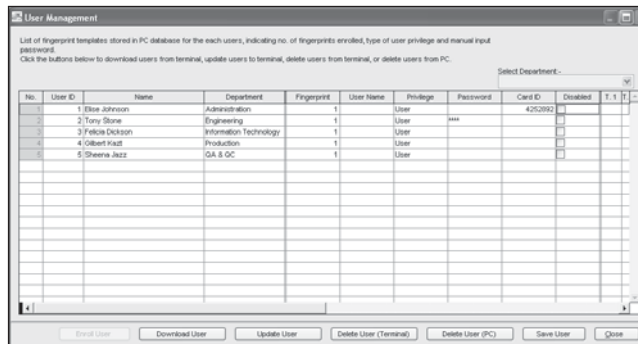 User Management
List of fingerprint templates stored in PC database for the each users, indicating no. of fingerprints enrolled, type of user privilege and manual input
password.
Click the buttons below to download users from terminal, update users to terminal, delete users from terminal, or delete users from PC.
Select Department:-
No. User ID Name Department Fingerprint User Name Privilege Password Card ID Disabled T. 1 T.
1 1 Elise Johnson Administration 1 User 4252892
2 2 Tony Stone Engineering 1 User ****
3 3 Felicia Dickson Information Technology 1 User
4 4 Gilbert Kazt Production 1 User
5 5 Sheena Jazz QA & QC 1 User
Enroll User Download User Update User Delete User (Terminal) Delete User (PC) Save User Close